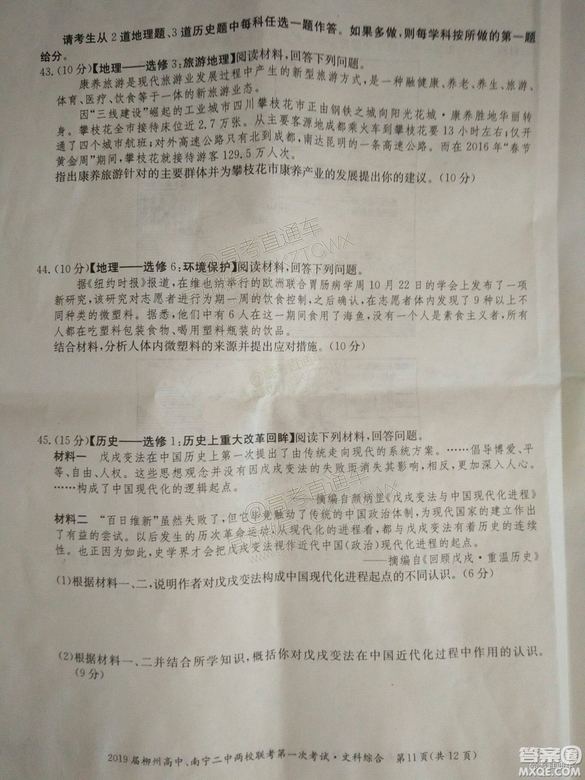 请考生从2道地理题、3道历史题中每科任选一题作答。如果多做,则每学科按所做的第一题
给分。
43.(10分)【地理——选修3:旅游地理】阅读材料,回答下列问题。
康养旅游是现代旅游业发展过程中产生的新型旅游方式,是一种融健康、养老、养生、旅游、
体育、医疗、饮食等于一体的新旅游业态。
因“三线建设”崛起的工业城市四川攀枝花市正由钢铁之城向阳光花城·康养胜地华丽转
身。攀枝花全市接待床位近2.7万张。从主要客源地成都乘火车到攀枝花要13小时左右,仅开
通了四个城市航班;对外高速公路只有北到成都,南达昆明的一条高速公路。而在2016年“春节
黄金周”期间,攀枝花就接待游客129.5万人次。
指出康养旅游针对的主要群体并为攀枝花市康养产业的发展提出你的建议。(10分)
44.(10分)【地理——选修6:环境保护】阅读材料,回答下列问题。
据《纽约时报》报道,在维也纳举行的欧洲联合胃肠病学周10月22日的学会上发布了一项
新研究,该研究对志愿者进行为期一周的饮食控制,之后确认,在志愿者体内发现了9种以上不
同种类的微型塑料。据悉,他们中有6人在这一期间食用了海鱼,没有一个人是素食主义者,所有
人都在吃塑料包装食物、喝用塑料瓶装的饮品。
结合材料,分析人体内微塑料的来源并提出应对措施。(10分)
45.(15分)【历史——选修1:历史上重大改革回眸】阅读下列材料,回答问题。
材料一 戊戌变法在中国历史上第一次提出了由传统走向现代的系统方案。……倡导博爱、平
等、自由、人权。这些思想观念并没有因戊戌变法的失败而消失其影响,相反,更加深入人心。
……构成了中国现代化的逻辑起点。
摘编自颜炳罡《戊戌变法与中国现代化进程》
材料二 “百日维新”虽然失败了,但它毕竟触动了传统的中国政治体制,为现代国家的建立作出
了有益的尝试。以后发生的历次改革运动,从制度化的进程看,都与戊戌变法有着历史的连续
性。也正因为如此,史学界才会把戊戌变法视作近代中国(政治)现代化进程的开端。
——摘编自《回顾戊戌·重温历史》
(1)根据材料一、二,说明作者对戊戌变法构成中国现代化进程起点的不同认识。(6分)
(2)根据材料一、二并结合所学知识,概括你对戊戌变法在中国近代化过程中作用的认识。
(9分)
2019届柳州高中、南宁二中两校联考第一次考试·文科综合 第11页(共12页)